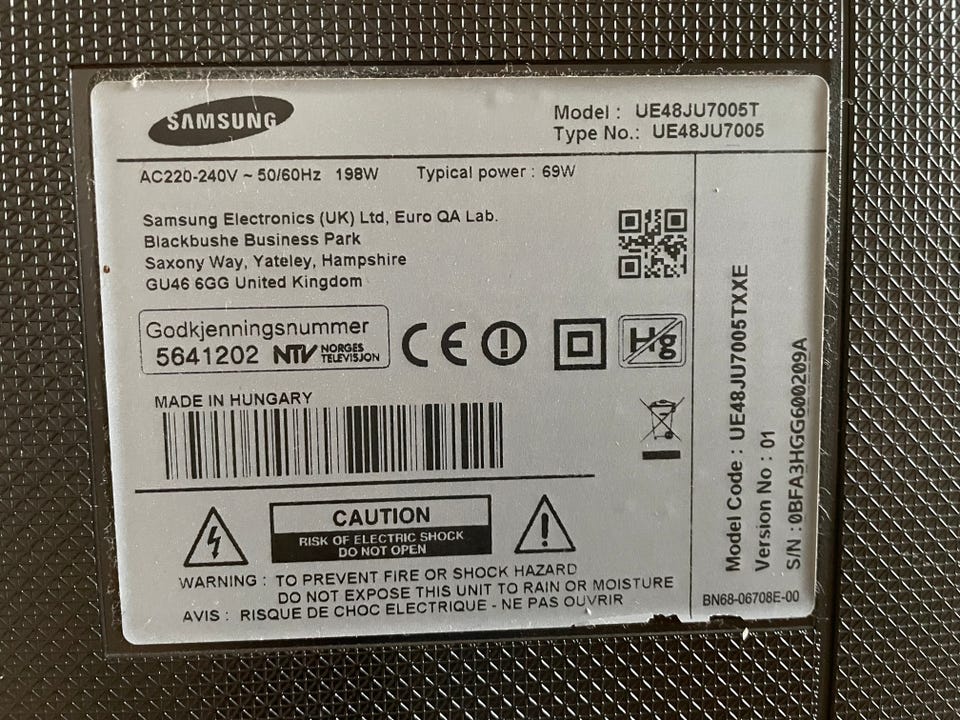 SAMSUNG
Model : UE48JU7005T
Type No.: UE48JU7005
AC220-240V ~ 50/60Hz 198W Typical power : 69W
Samsung Electronics (UK) Ltd, Euro QA Lab.
Blackbushe Business Park
Saxony Way, Yateley, Hampshire
GU46 6GG United Kingdom
Godkjenningsnummer
5641202 NTV NORGES
TELEVISJON
CE
Hg
MADE IN HUNGARY
CAUTION
RISK OF ELECTRIC SHOCK
DO NOT OPEN
WARNING : TO PREVENT FIRE OR SHOCK HAZARD
DO NOT EXPOSE THIS UNIT TO RAIN OR MOISTURE
AVIS : RISQUE DE CHOC ELECTRIQUE - NE PAS OUVRIR
Model Code : UE48JU7005TXXE
Version No : 01
S/N : 0BFA3HGG600209A
BN68-06708E-00